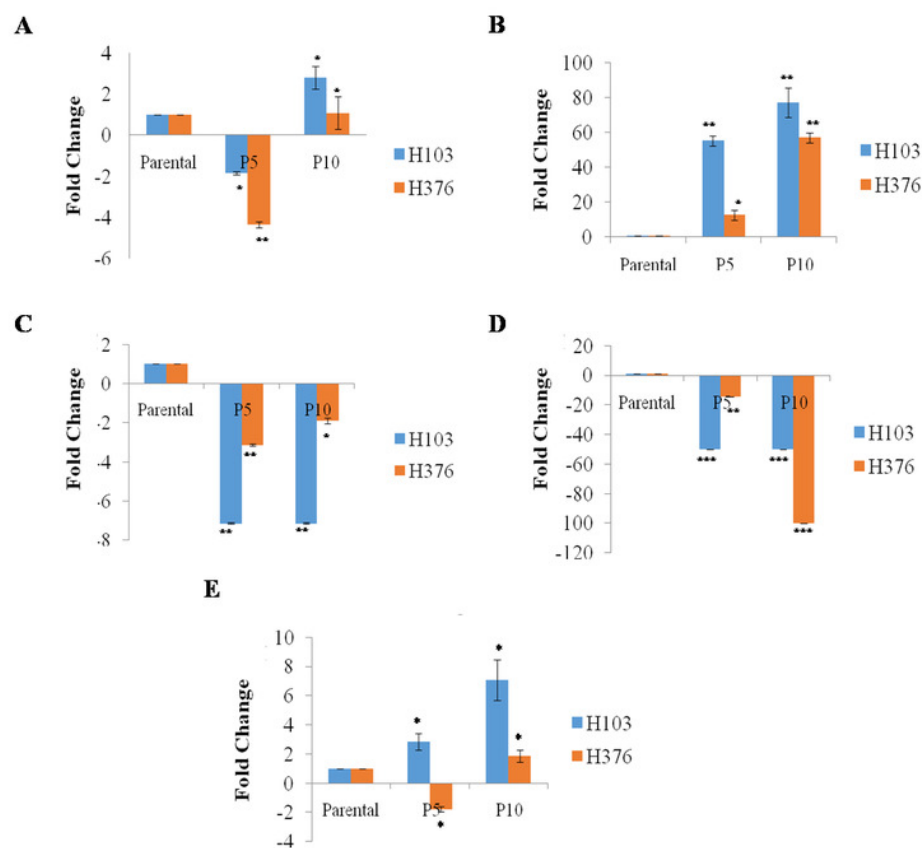 A
Fold Change
4
2
0
-2
-4
-6
Parental P5 P10
* ** * *
H103
H376
B
Fold Change
100
80
60
40
20
0
Parental P5 P10
** * ** **
H103
H376
C
Fold Change
2
0
-2
-4
-6
-8
Parental P5 P10
** ** ** *
H103
H376
D
Fold Change
20
0
-20
-40
-60
-80
-100
-120
Parental P5 P10
*** ** *** ***
H103
H376
E
Fold Change
10
8
6
4
2
0
-2
-4
Parental P5 P10
* * * *
H103
H376